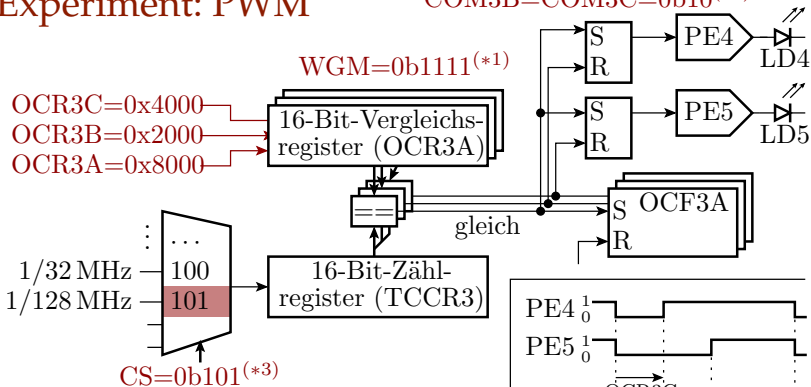 Experiment: PWM
COM3B=COM3C=0b10
WGM=0b1111(*1)
OCR3C=0x4000
OCR3B=0x2000
OCR3A=0x8000
16-Bit-Vergleichs-
register (OCR3A)
S
R
PE4
LD4
S
R
PE5
LD5
==
gleich
S
OCF3A
R
...
1/32 MHz
100
1/128 MHz
101
16-Bit-Zähl-
register (TCCR3)
CS=0b101(*3)
PE4 1 0
PE5 1 0
OCR3C